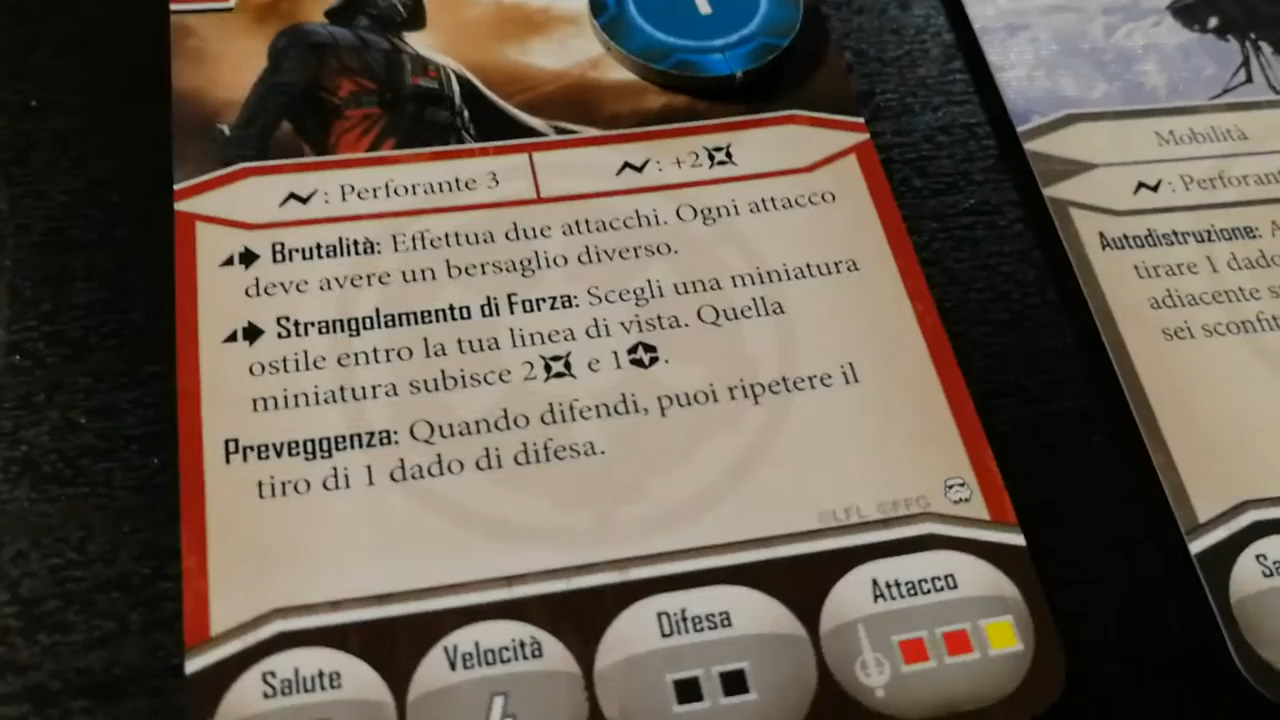 : Perforante 3
: +2
Brutalità: Effettua due attacchi. Ogni attacco
deve avere un bersaglio diverso.
Strangolamento di Forza: Scegli una miniatura
ostile entro la tua linea di vista. Quella
miniatura subisce 2 e 1.
Preveggenza: Quando difendi, puoi ripetere il
tiro di 1 dado di difesa.
©LFL ©FFG
Salute
Velocità
Difesa
Attacco
Mobilità
: Perforan
Autodistruzione:
tirare 1 dado
adiacente
sei sconfit
Sa